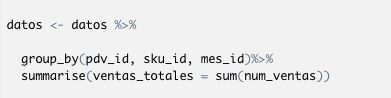 datos <- datos %>%
group_by(pdv_id, sku_id, mes_id)%>%
summarise(ventas_totales = sum(num_ventas))